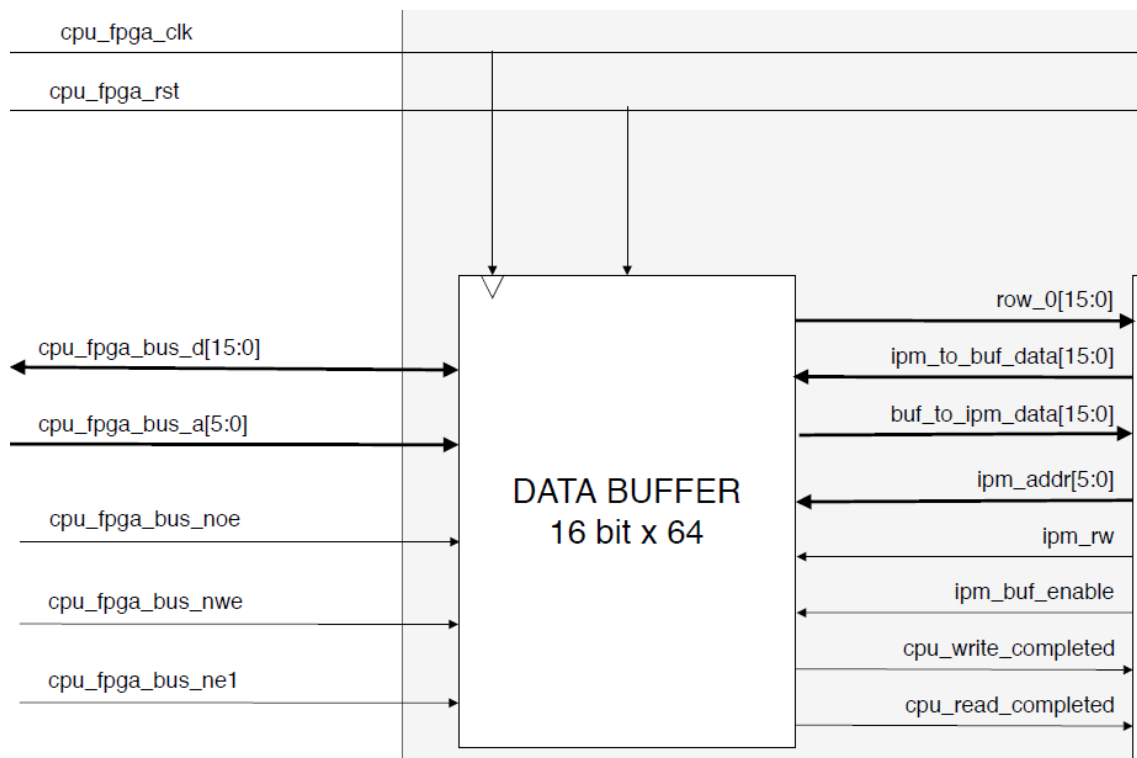 cpu_fpga_clk
cpu_fpga_rst
cpu_fpga_bus_d[15:0]
cpu_fpga_bus_a[5:0]
cpu_fpga_bus_noe
cpu_fpga_bus_nwe
cpu_fpga_bus_ne1
DATA BUFFER
16 bit x 64
row_0[15:0]
ipm_to_buf_data[15:0]
buf_to_ipm_data[15:0]
ipm_addr[5:0]
ipm_rw
ipm_buf_enable
cpu_write_completed
cpu_read_completed